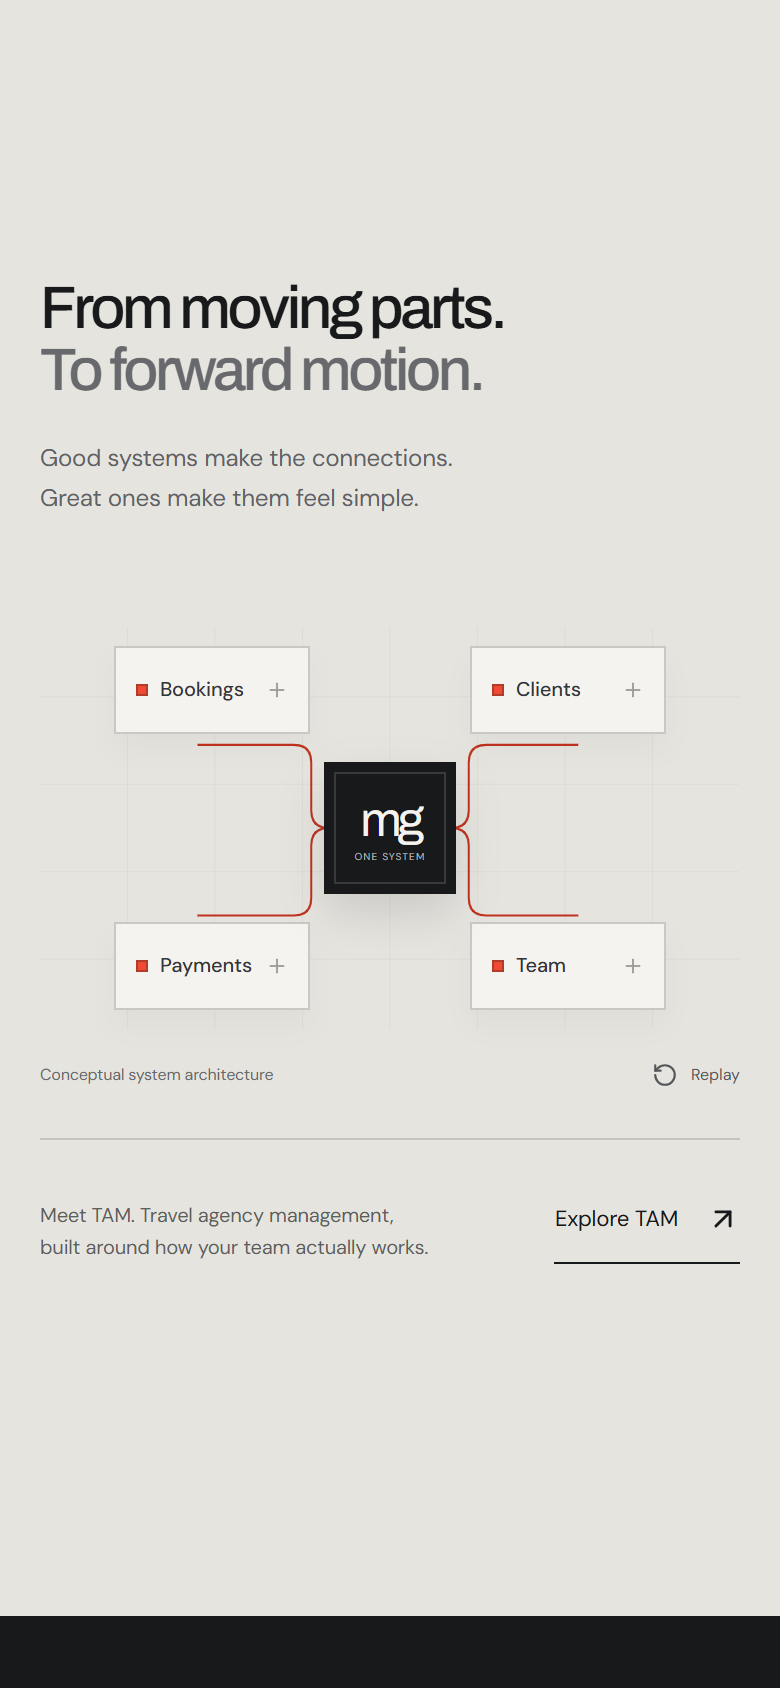 From moving parts.
To forward motion.
Good systems make the connections.
Great ones make them feel simple.
Bookings
Clients
mg
ONE SYSTEM
Payments
Team
Conceptual system architecture
Replay
Meet TAM. Travel agency management,
built around how your team actually works.
Explore TAM